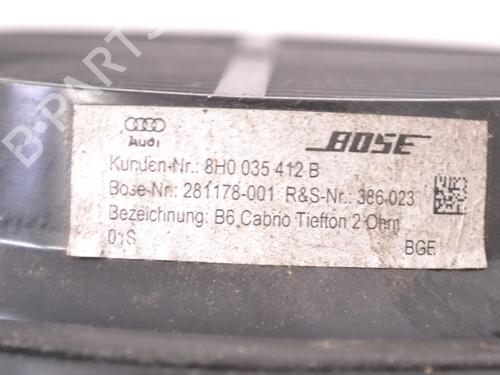 B-PARTS
Audi
BOSE
Kunden-Nr.: 8H0 035 412 B
Bose-Nr.: 281178-001 R&S-Nr.: 386.023
Bezeichnung: B6 Cabrio Tiefton 2 Ohm
01S
BGE